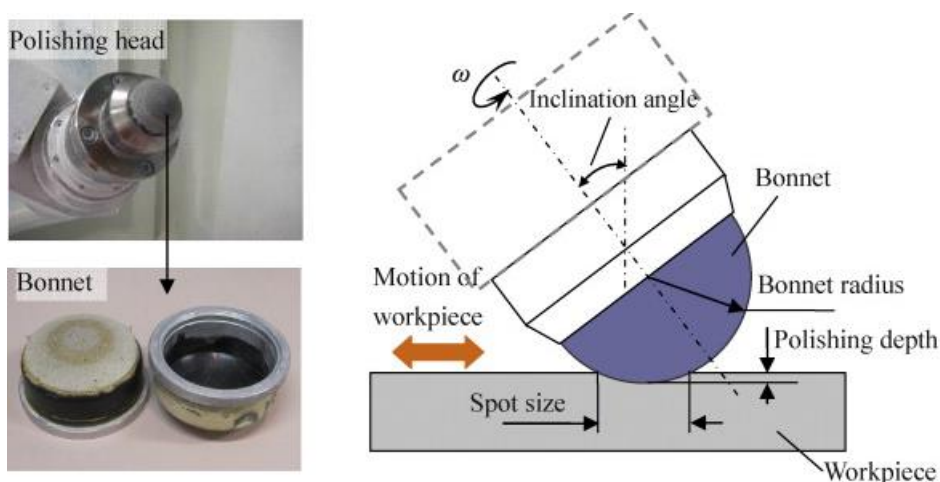 Polishing head
Bonnet
ω
Inclination angle
Bonnet
Bonnet radius
Motion of
workpiece
Polishing depth
Spot size
Workpiece